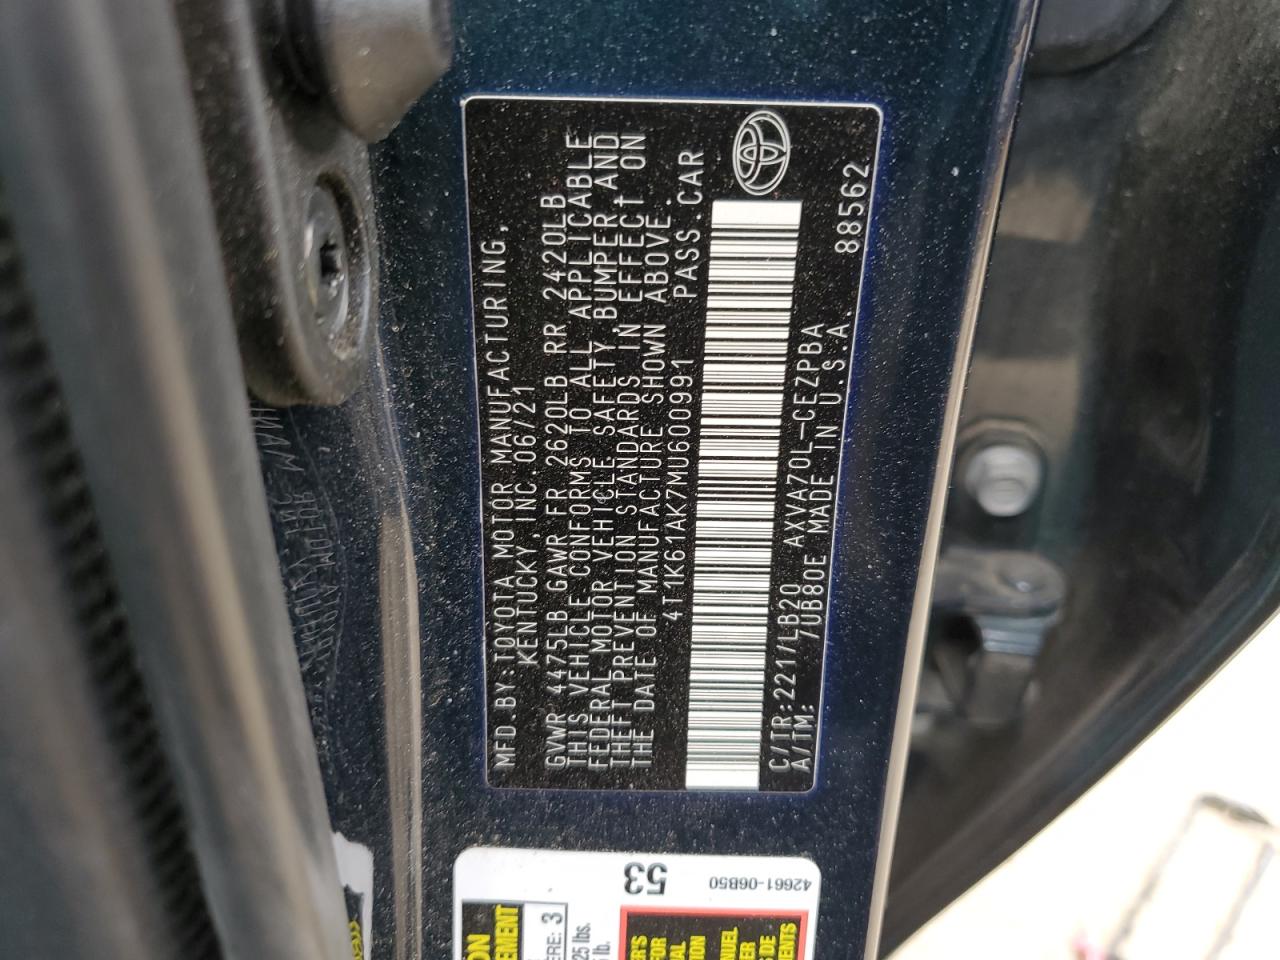 MFD.BY:TOYOTA MOTOR MANUFACTURING,
KENTUCKY,INC.06/21
GVWR 4475LB GAWR FR 2620LB RR 2420LB
THIS VEHICLE CONFORMS TO ALL APPLICABLE
FEDERAL MOTOR VEHICLE SAFETY,BUMPER,AND
THEFT PREVENTION STANDARDS IN EFFECT ON
THE DATE OF MANUFACTURE SHOWN ABOVE.
4T1K61AK7MU600991 PASS.CAR
C/TR:2217LB20 AXVA70L-CEZPBA
A/TM: 7UB80E MADE IN U.S.A. 88562
53
42661-06B50
3